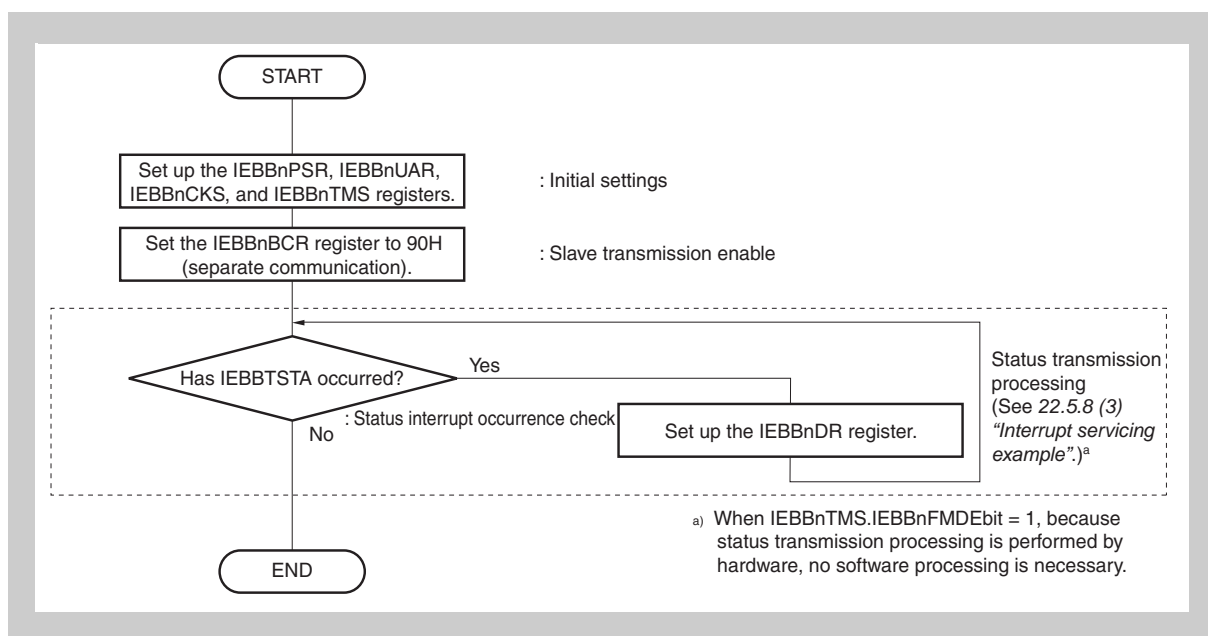 START
Set up the IEBBnPSR, IEBBnUAR,
IEBBnCKS, and IEBBnTMS registers.
: Initial settings
Set the IEBBnBCR register to 90H
(separate communication).
: Slave transmission enable
Has IEBBTSTA occurred?
Yes
: Status interrupt occurrence check
No
Set up the IEBBnDR register.
Status transmission
processing
(See 22.5.8 (3)
“Interrupt servicing
example”.)a
a) When IEBBnTMS.IEBBnFMDEbit = 1, because
status transmission processing is performed by
hardware, no software processing is necessary.
END